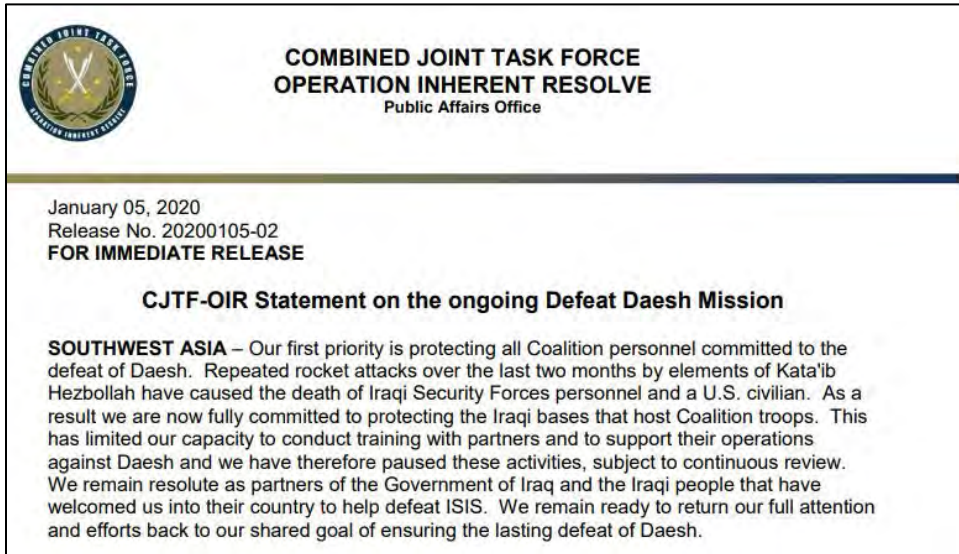 COMBINED JOINT TASK FORCE
OPERATION INHERENT RESOLVE
COMBINED JOINT TASK FORCE
OPERATION INHERENT RESOLVE
Public Affairs Office
January 05, 2020
Release No. 20200105-02
FOR IMMEDIATE RELEASE
CJTF-OIR Statement on the ongoing Defeat Daesh Mission
SOUTHWEST ASIA – Our first priority is protecting all Coalition personnel committed to the
defeat of Daesh.  Repeated rocket attacks over the last two months by elements of Kata'ib
Hezbollah have caused the death of Iraqi Security Forces personnel and a U.S. civilian.  As a
result we are now fully committed to protecting the Iraqi bases that host Coalition troops.  This
has limited our capacity to conduct training with partners and to support their operations
against Daesh and we have therefore paused these activities, subject to continuous review.
We remain resolute as partners of the Government of Iraq and the Iraqi people that have
welcomed us into their country to help defeat ISIS.  We remain ready to return our full attention
and efforts back to our shared goal of ensuring the lasting defeat of Daesh.